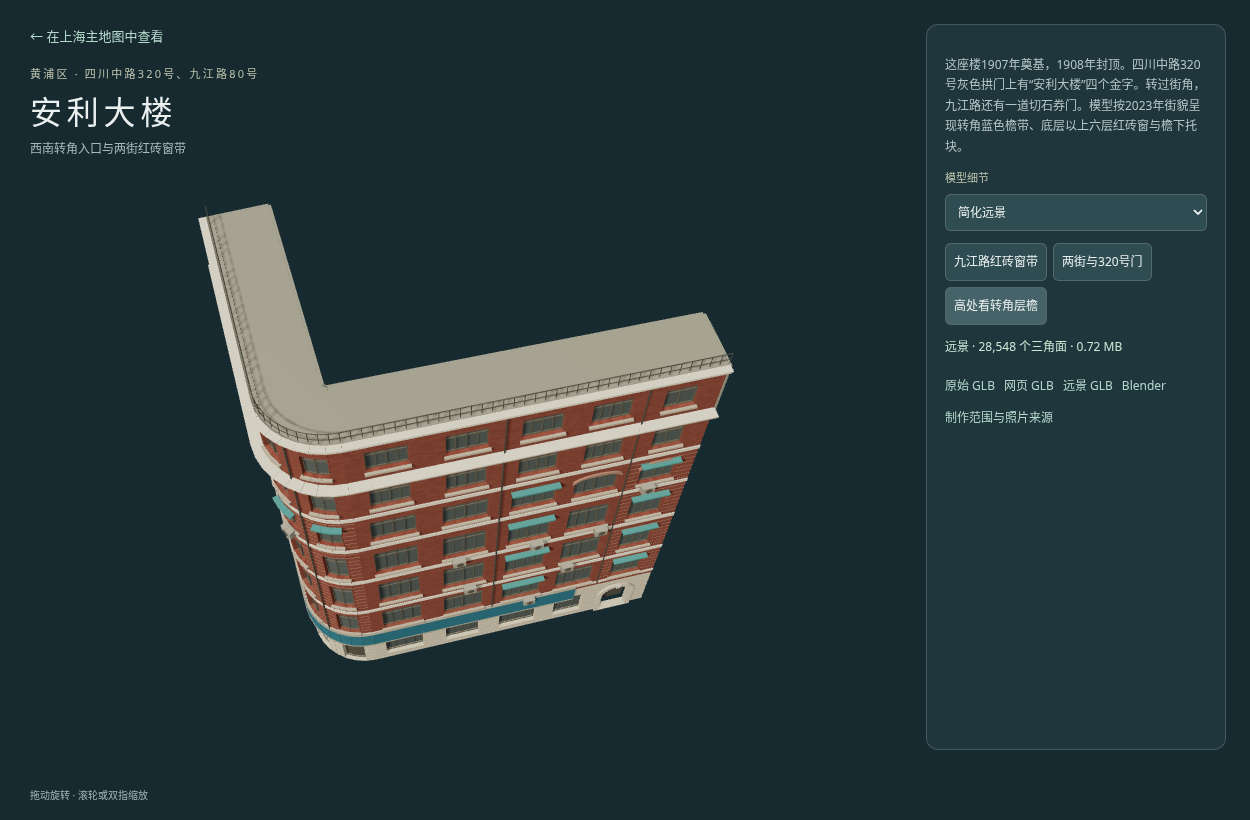 ← 在上海主地图中查看
黄浦区 · 四川中路320号、九江路80号
安利大楼
西南转角入口与两街红砖窗带
这座楼1907年奠基，1908年封顶。四川中路320
号灰色拱门上有“安利大楼”四个金字。转过街角，
九江路还有一道切石券门。模型按2023年街貌呈
现转角蓝色檐带、底层以上六层红砖窗与檐下托
块。
模型细节
简化远景
九江路红砖窗带 两街与320号门
高处看转角层檐
远景 · 28,548 个三角面 · 0.72 MB
原始 GLB 网页 GLB 远景 GLB Blender
制作范围与照片来源
拖动旋转 · 滚轮或双指缩放